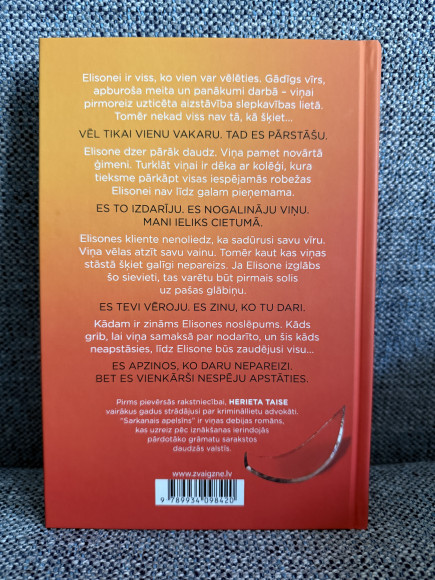 Elisonei ir viss, ko vien var vēlēties. Gādīgs vīrs,
apburoša meita un panākumi darbā – viņai
pirmoreiz uzticēta aizstāvība slepkavības lietā.
Tomēr nekad viss nav tā, kā šķiet...
VĒL TIKAI VIENU VAKARU. TAD ES PĀRSTĀŠU.
Elisone dzer pārāk daudz. Viņa pamet novārtā
ģimeni. Turklāt viņai ir dēka ar kolēģi, kura
tieksme pārkāpt visas iespējamās robežas
Elisonei nav līdz galam pieņemama.
ES TO IZDARĪJU. ES NOGALINĀJU VIŅU.
MANI IELIKS CIETUMĀ.
Elisones kliente nenoliedz, ka sadūrusi savu vīru.
Viņa vēlas atzīt savu vainu. Tomēr kaut kas viņas
stāstā šķiet galīgi nepareizs. Ja Elisone izglābs
šo sievieti, tas varētu būt pirmais solis
uz pašas glābiņu.
ES TEVI VĒROJU. ES ZINU, KO TU DARI.
Kādam ir zināms Elisones noslēpums. Kāds
grib, lai viņa samaksā par nodarīto, un šis kāds
neapstāsies, līdz Elisone būs zaudējusi visu...
ES APZINOS, KO DARU NEPAREIZI.
BET ES VIENKĀRŠI NESPĒJU APSTĀTIES.
Pirms pievērsās rakstniecībai, HERIETA TAISE
vairākus gadus strādājusi par krimināllietu advokāti.
"Sarkanais apelsīns" ir viņas debijas romāns,
kas uzreiz pēc iznākšanas ierindojās
pārdotāko grāmatu sarakstos
daudzās valstīs.
www.zvaigzne.lv
9 789934 098420